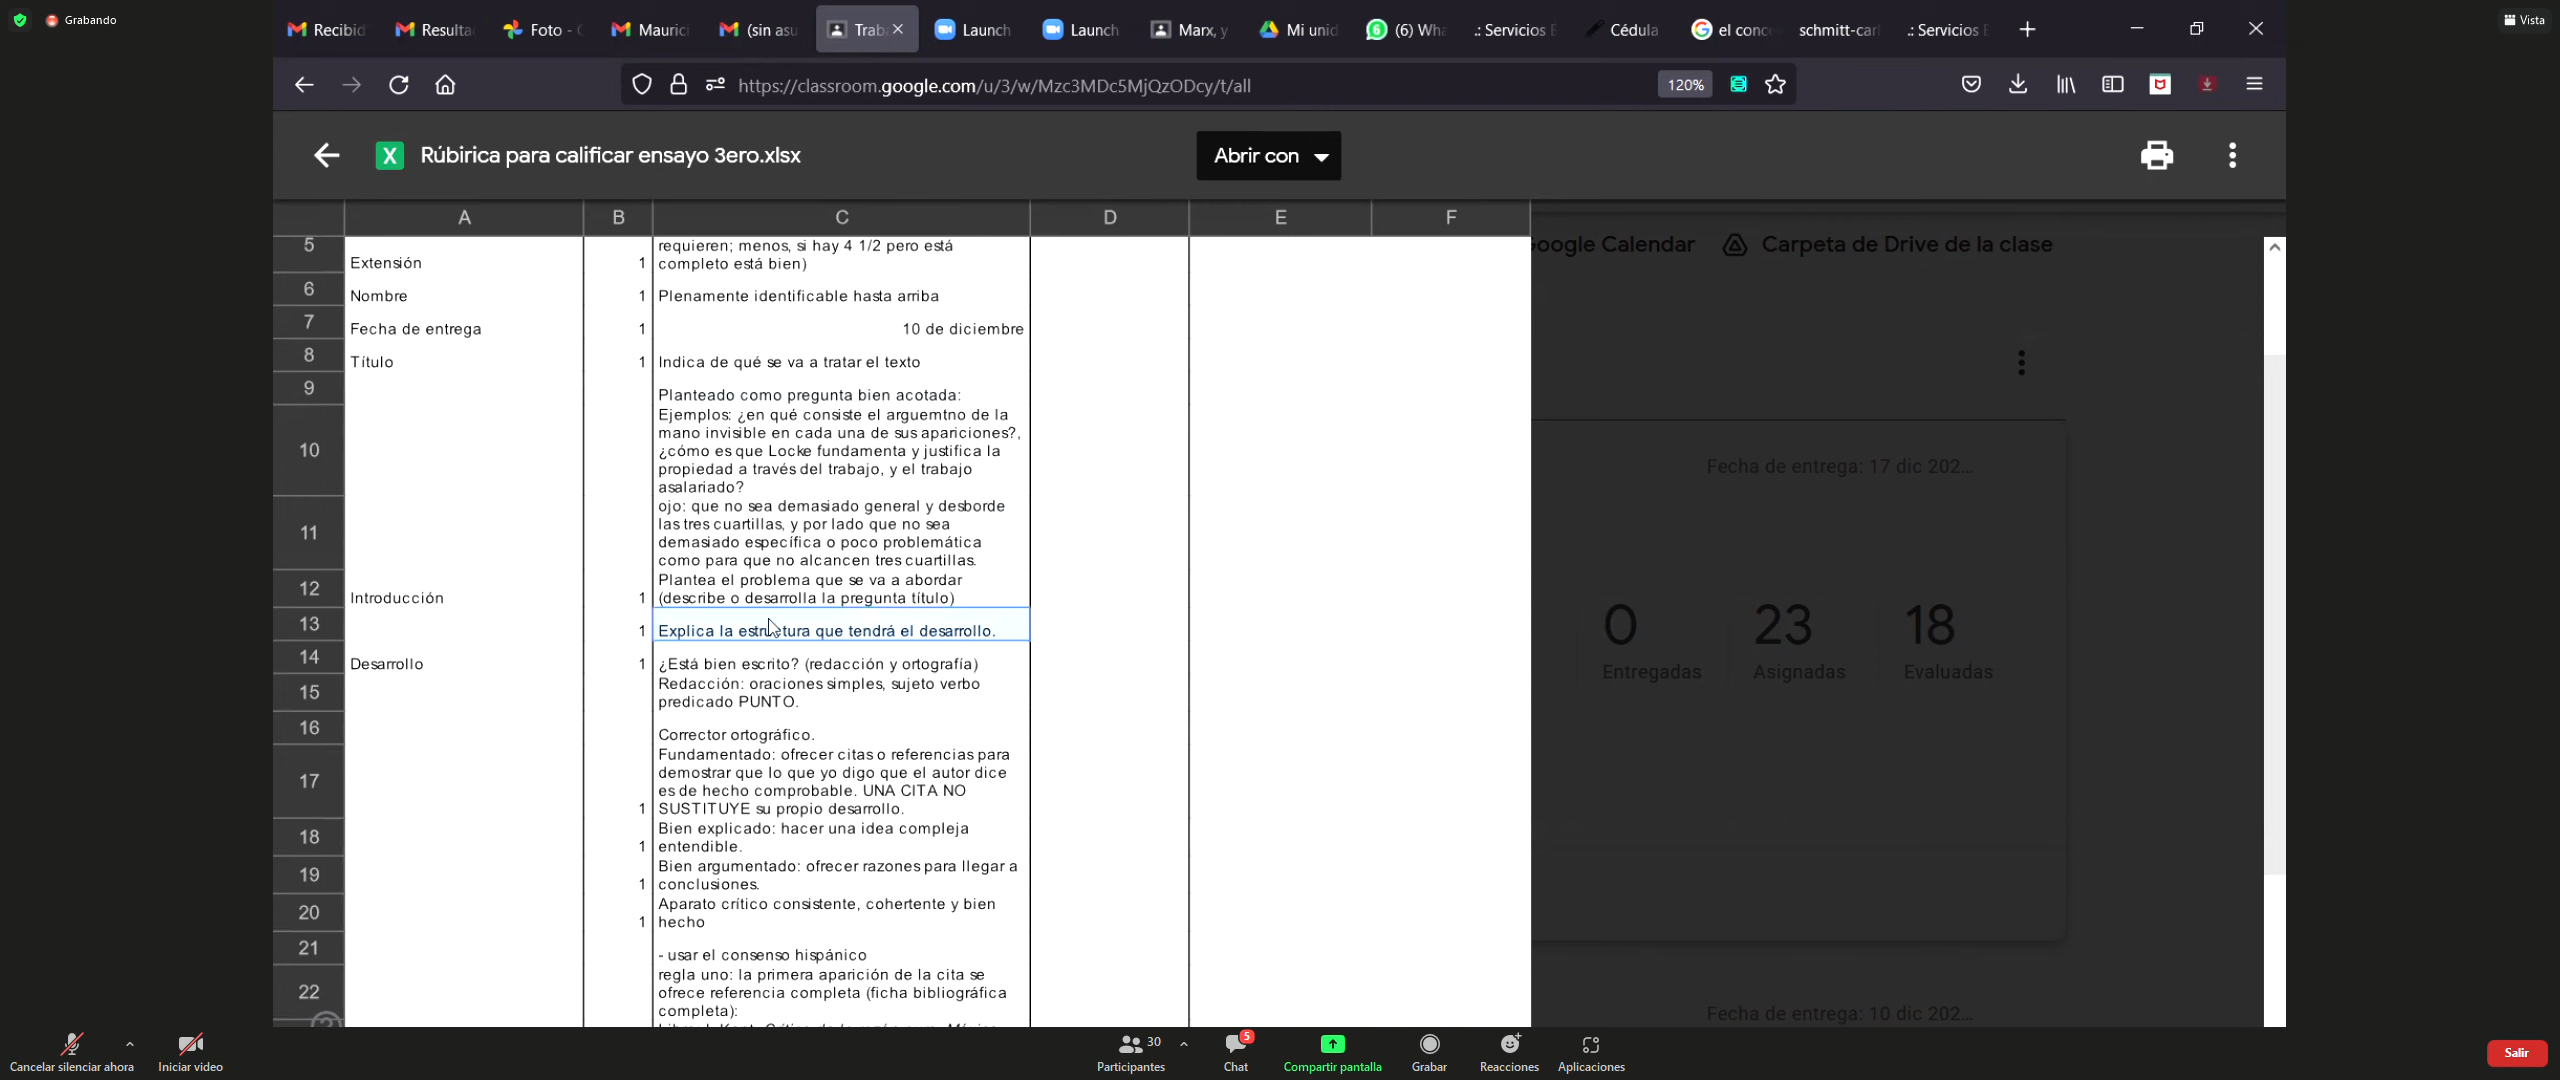 Grabando
Recibid
Resulta
Foto - G
Maurici
(sin asu
Trab
Launch
Launch
Marx, y
Mi unid
(6) Wha
.: Servicios E
Cédula
el conce
schmitt-carl
.: Servicios E
Vista
https://classroom.google.com/u/3/w/Mzc3MDc5MjQzODcy/t/all
120%
Rúbirica para calificar ensayo 3ero.xlsx
Abrir con
A B C D E F
5
requieren; menos, si hay 4 1/2 pero está
Extensión 1 completo está bien)
6 Nombre 1 Plenamente identificable hasta arriba
7 Fecha de entrega 1 10 de diciembre
8 Título 1 Indica de qué se va a tratar el texto
9
Planteado como pregunta bien acotada:
10
Ejemplos: ¿en qué consiste el arguemtno de la
mano invisible en cada una de sus apariciones?,
¿cómo es que Locke fundamenta y justifica la
propiedad a través del trabajo, y el trabajo
asalariado?
11
ojo: que no sea demasiado general y desborde
las tres cuartillas, y por lado que no sea
demasiado específica o poco problemática
como para que no alcancen tres cuartillas.
12
Plantea el problema que se va a abordar
Introducción 1 (describe o desarrolla la pregunta título)
13 1 Explica la estructura que tendrá el desarrollo.
14 Desarrollo 1 ¿Está bien escrito? (redacción y ortografía)
15
Redacción: oraciones simples, sujeto verbo
predicado PUNTO.
16
Corrector ortográfico.
17
Fundamentado: ofrecer citas o referencias para
demostrar que lo que yo digo que el autor dice
es de hecho comprobable. UNA CITA NO
1 SUSTITUYE su propio desarrollo.
18
Bien explicado: hacer una idea compleja
1 entendible.
19
Bien argumentado: ofrecer razones para llegar a
1 conclusiones.
20
Aparato crítico consistente, cohertente y bien
1 hecho
21
- usar el consenso hispánico
22
regla uno: la primera aparición de la cita se
ofrece referencia completa (ficha bibliográfica
completa):
oogle Calendar
Carpeta de Drive de la clase
Fecha de entrega: 17 dic 202...
0 23 18
Entregadas Asignadas Evaluadas
Fecha de entrega: 10 dic 202...
Cancelar silenciar ahora
Iniciar video
30
Participantes
5
Chat
Compartir pantalla
Grabar
Reacciones
Aplicaciones
Salir